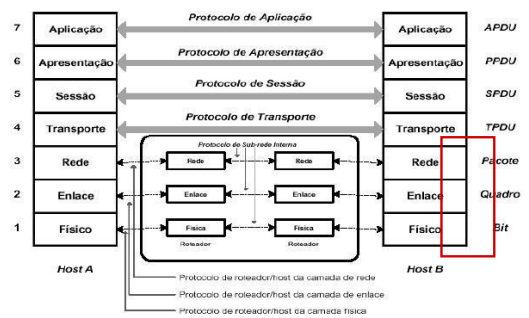 7 Aplicação Protocolo de Aplicação Aplicação APDU
6 Apresentação Protocolo de Apresentação Apresentação PPDU
5 Sessão Protocolo de Sessão Sessão SPDU
4 Transporte Protocolo de Transporte Transporte TPDU
Protocolo de Sub-rede Interna
3 Rede Rede Rede Rede Pacote
2 Enlace Enlace Enlace Enlace Quadro
1 Físico Física Física Físico Bit
Roteador Roteador
Host A Host B
Protocolo de roteador/host da camada de rede
Protocolo de roteador/host da camada de enlace
Protocolo de roteador/host da camada física